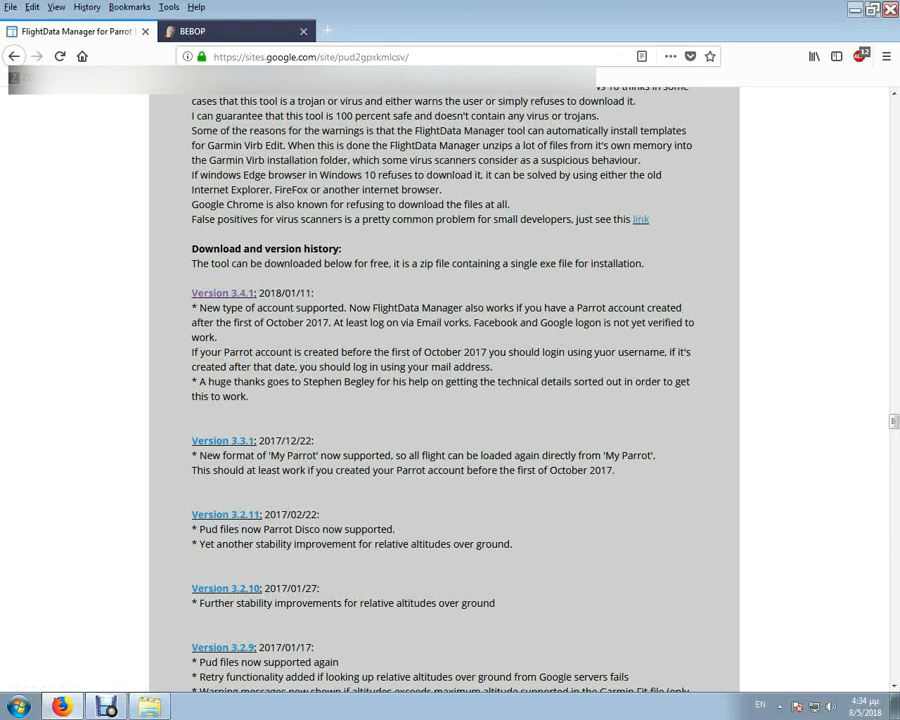 File Edit View History Bookmarks Tools Help
FlightData Manager for Parrot
BEBOP
https://sites.google.com/site/pud2gpxkmlcsv/
12
cases that this tool is a trojan or virus and either warns the user or simply refuses to download it.
I can guarantee that this tool is 100 percent safe and doesn't contain any virus or trojans.
Some of the reasons for the warnings is that the FlightData Manager tool can automatically install templates
for Garmin Virb Edit. When this is done the FlightData Manager unzips a lot of files from it's own memory into
the Garmin Virb installation folder, which some virus scanners consider as a suspicious behaviour.
If windows Edge browser in Windows 10 refuses to download it, it can be solved by using either the old
Internet Explorer, FireFox or another internet browser.
Google Chrome is also known for refusing to download the files at all.
False positives for virus scanners is a pretty common problem for small developers, just see this link
Download and version history:
The tool can be downloaded below for free, it is a zip file containing a single exe file for installation.
Version 3.4.1: 2018/01/11:
* New type of account supported. Now FlightData Manager also works if you have a Parrot account created
after the first of October 2017. At least log on via Email vorks, Facebook and Google logon is not yet verified to
work.
If your Parrot account is created before the first of October 2017 you should login using yuor username, if it's
created after that date, you should log in using your mail address.
* A huge thanks goes to Stephen Begley for his help on getting the technical details sorted out in order to get
this to work.
Version 3.3.1: 2017/12/22:
* New format of 'My Parrot' now supported, so all flight can be loaded again directly from 'My Parrot'.
This should at least work if you created your Parrot account before the first of October 2017.
Version 3.2.11: 2017/02/22:
* Pud files now Parrot Disco now supported.
* Yet another stability improvement for relative altitudes over ground.
Version 3.2.10: 2017/01/27:
* Further stability improvements for relative altitudes over ground
Version 3.2.9: 2017/01/17:
* Pud files now supported again
* Retry functionality added if looking up relative altitudes over ground from Google servers fails
* Warning messages now shown if altitudes exceeds maximum altitude supported in the Garmin Fit file (only
EN
4:34 μμ
8/5/2018